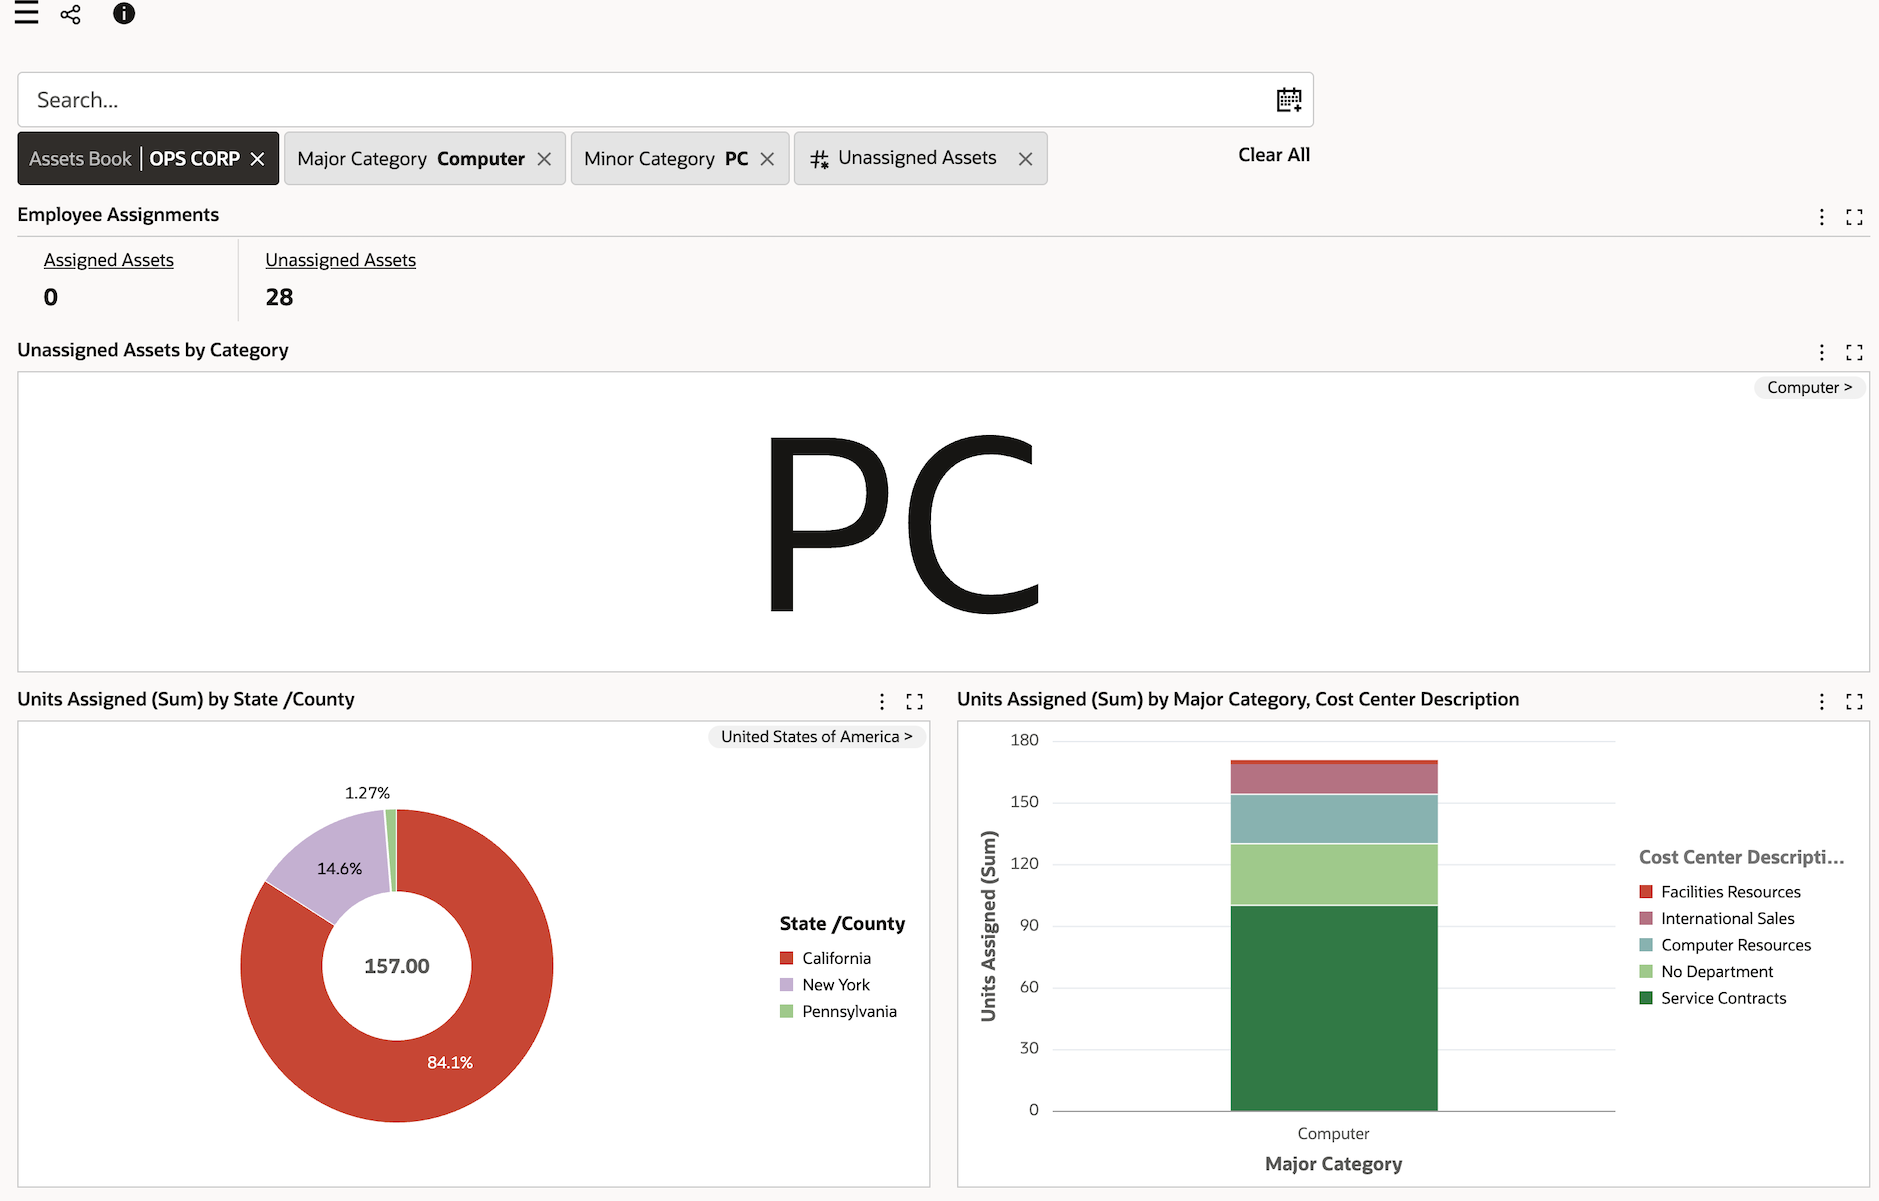 Search...
Assets Book | OPS CORP
Major Category Computer
Minor Category PC
Unassigned Assets
Clear All
Employee Assignments
Assigned Assets
0
Unassigned Assets
28
Unassigned Assets by Category
Computer >
PC
Units Assigned (Sum) by State /County
United States of America >
1.27%
14.6%
157.00
84.1%
State /County
California
New York
Pennsylvania
Units Assigned (Sum) by Major Category, Cost Center Description
180
150
120
90
60
30
0
Units Assigned (Sum)
Computer
Major Category
Cost Center Descripti...
Facilities Resources
International Sales
Computer Resources
No Department
Service Contracts